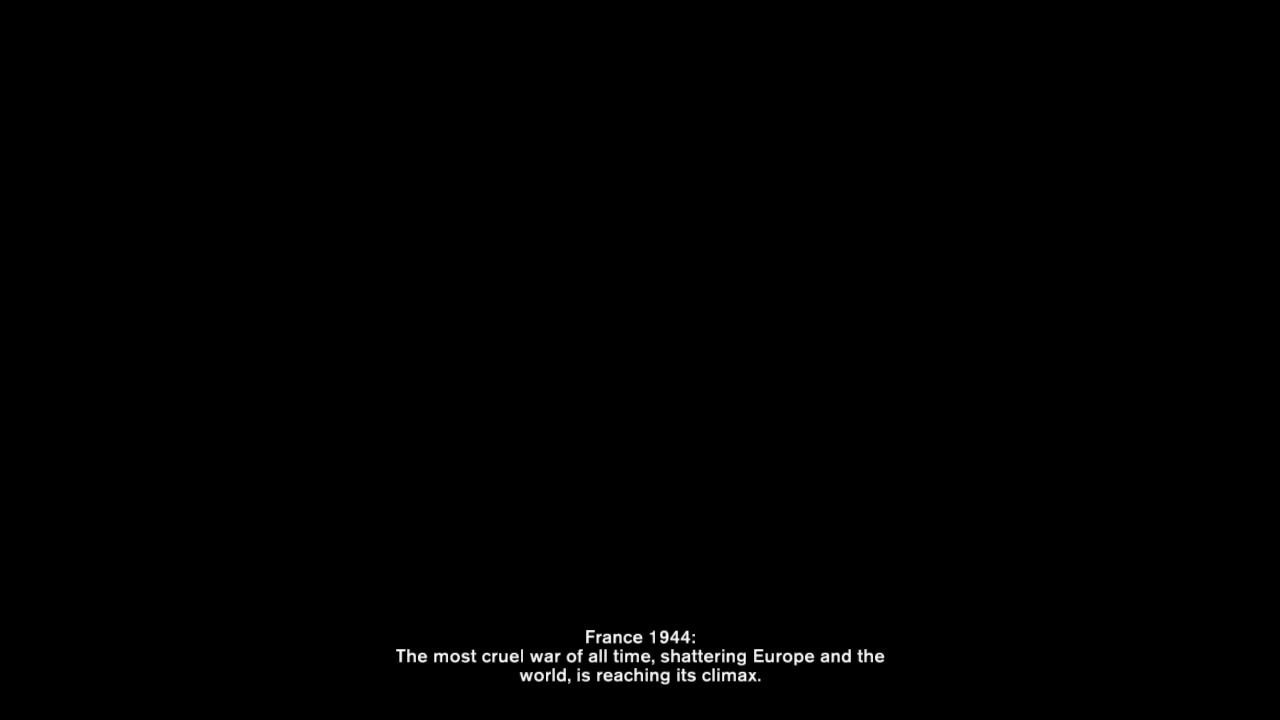 France 1944:
The most cruel war of all time, shattering Europe and the
world, is reaching its climax.